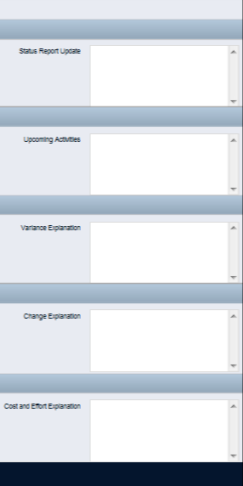 Status Report Update
Upcoming Activities
Variance Explanation
Change Explanation
Cost and Effort Explanation